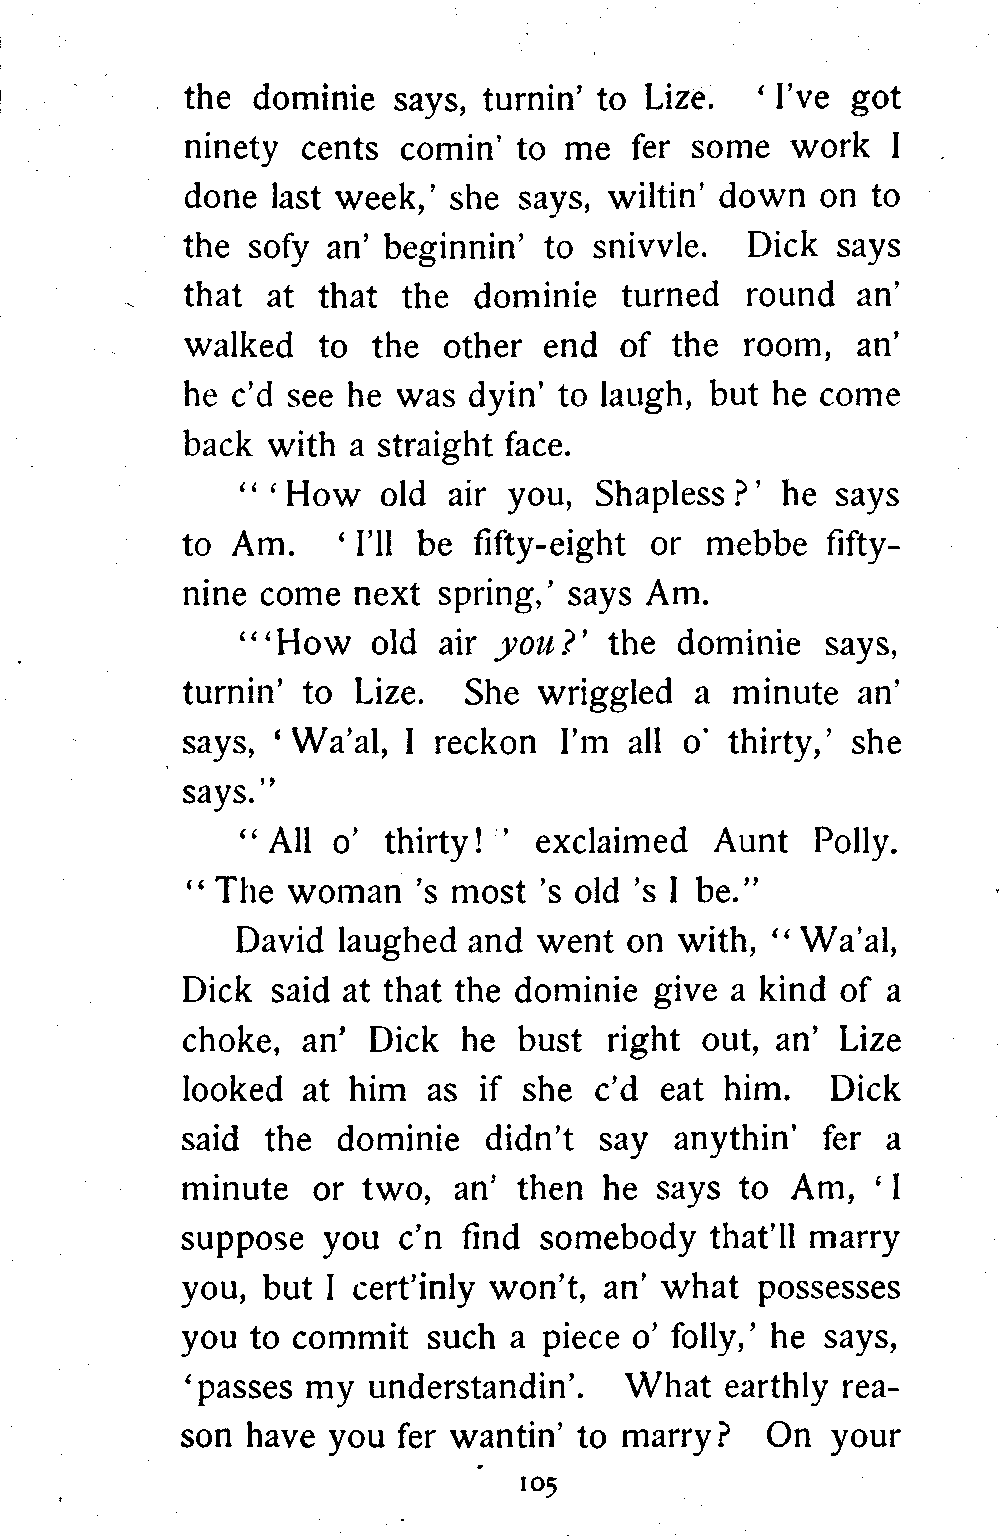 the dominie says, turnin' to Lize. ‘I've got
ninety cents comin' to me fer some work I
done last week,’ she says, wiltin' down on to
the sofy an' beginnin' to snivvle. Dick says
that at that the dominie turned round an'
walked to the other end of the room, an'
he c'd see he was dyin' to laugh, but he come
back with a straight face.
“‘How old air you, Shapless?’ he says
to Am. ‘I'll be fifty-eight or mebbe fifty-
nine come next spring,’ says Am.
“‘How old air you?’ the dominie says,
turnin' to Lize. She wriggled a minute an'
says, ‘Wa'al, I reckon I'm all o' thirty,’ she
says.”
“All o' thirty!’ exclaimed Aunt Polly.
“The woman 's most 's old 's I be.”
David laughed and went on with, “Wa'al,
Dick said at that the dominie give a kind of a
choke, an' Dick he bust right out, an' Lize
looked at him as if she c'd eat him. Dick
said the dominie didn't say anythin' fer a
minute or two, an' then he says to Am, ‘I
suppose you c'n find somebody that'll marry
you, but I cert'inly won't, an' what possesses
you to commit such a piece o' folly,’ he says,
‘passes my understandin'. What earthly rea-
son have you fer wantin' to marry? On your
105